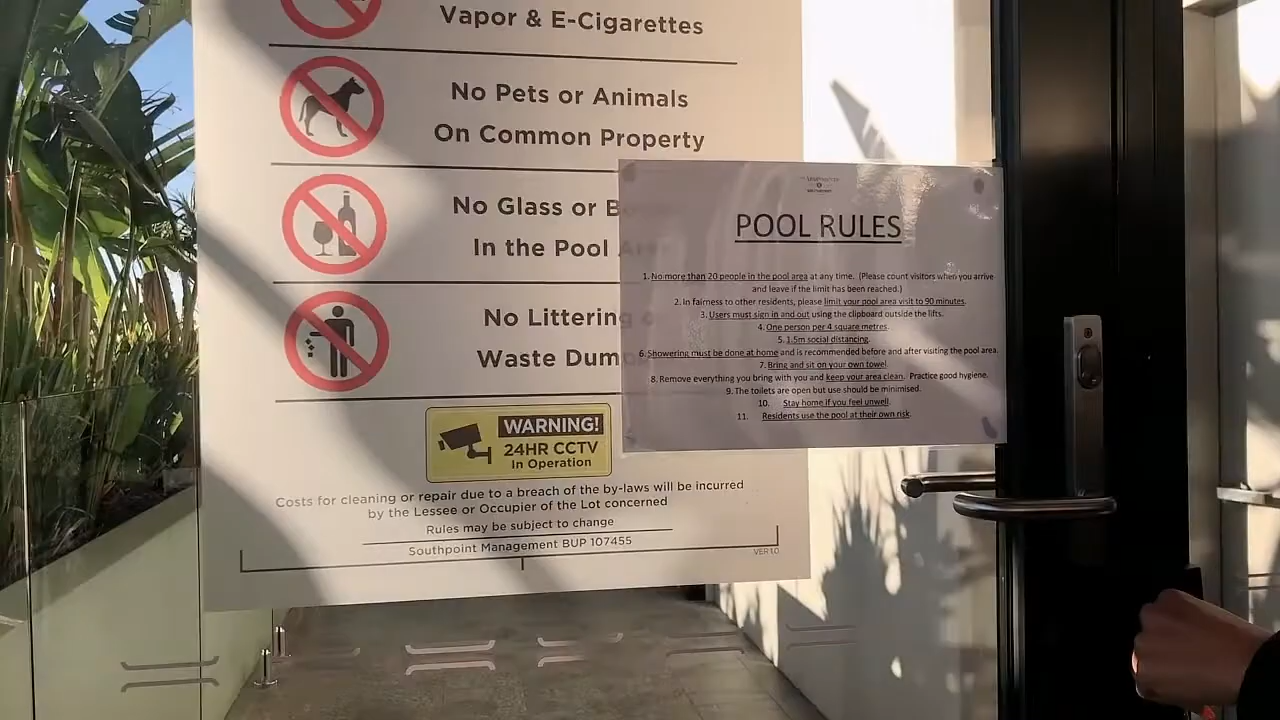 Vapor & E-Cigarettes
No Pets or Animals
On Common Property
No Glass or B
In the Pool
No Littering
Waste Dum
WARNING!
24HR CCTV
In Operation
Costs for cleaning or repair due to a breach of the by-laws will be incurred
by the Lessee or Occupier of the Lot concerned
Rules may be subject to change
Southpoint Management BUP 107455
VER 1.0
POOL RULES
1. No more than 20 people in the pool area at any time. (Please count visitors when you arrive
and leave if the limit has been reached.)
2. In fairness to other residents, please limit your pool area visit to 90 minutes.
3. Users must sign in and out using the clipboard outside the lifts.
4. One person per 4 square metres.
5. 1.5m social distancing.
6. Showering must be done at home and is recommended before and after visiting the pool area.
7. Bring and sit on your own towel.
8. Remove everything you bring with you and keep your area clean. Practice good hygiene.
9. The toilets are open but use should be minimised.
10. Stay home if you feel unwell.
11. Residents use the pool at their own risk.